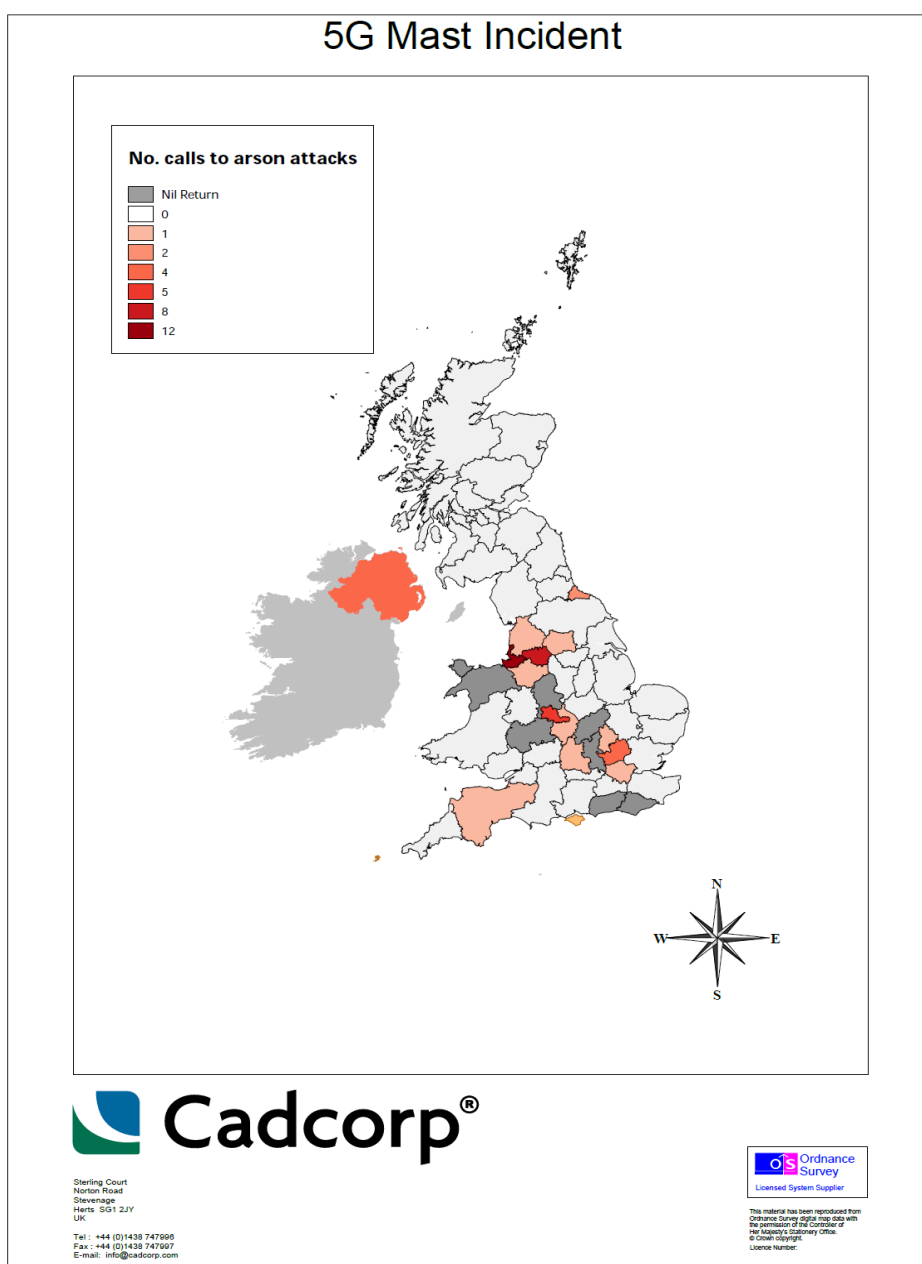 5G Mast Incident
No. calls to arson attacks
Nil Return
0
1
2
4
5
8
12
N
W
E
S
Cadcorp®
Sterling Court
Norton Road
Stevenage
Herts SG1 2JY
UK
Tel : +44 (0)1438 747996
Fax : +44 (0)1438 747997
E-mail: info@cadcorp.com
OS Ordnance
Survey
Licensed System Supplier
This material has been reproduced from
Ordnance Survey digital map data with
the permission of the Controller of
Her Majesty's Stationery Office.
© Crown copyright.
Licence Number: